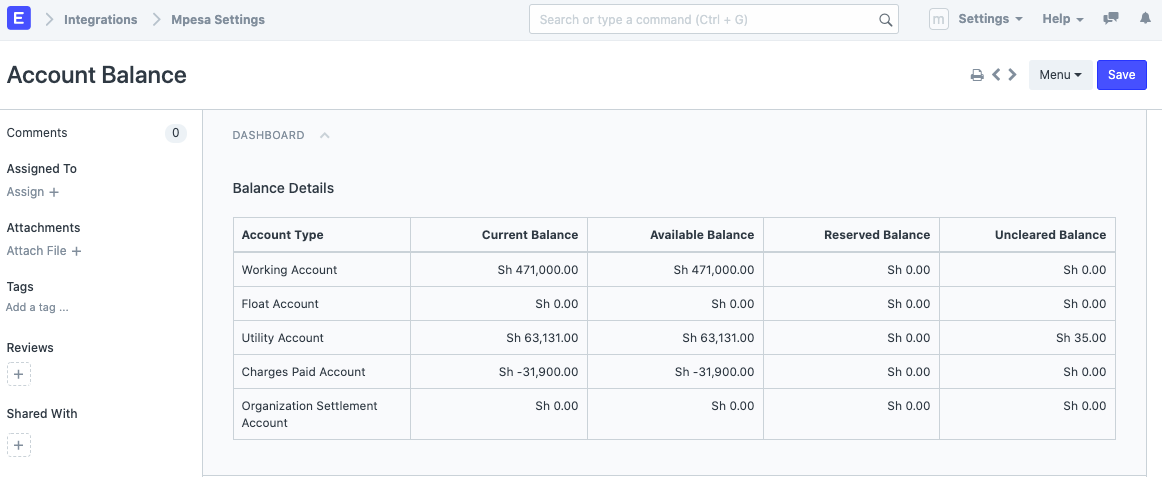 E Integrations Mpesa Settings Search or type a command (Ctrl + G) m Settings Help
Account Balance Menu Save
Comments 0
Assigned To
Assign +
Attachments
Attach File +
Tags
Add a tag ...
Reviews
+
Shared With
+
DASHBOARD
Balance Details
Account Type Current Balance Available Balance Reserved Balance Uncleared Balance
Working Account Sh 471,000.00 Sh 471,000.00 Sh 0.00 Sh 0.00
Float Account Sh 0.00 Sh 0.00 Sh 0.00 Sh 0.00
Utility Account Sh 63,131.00 Sh 63,131.00 Sh 0.00 Sh 35.00
Charges Paid Account Sh -31,900.00 Sh -31,900.00 Sh 0.00 Sh 0.00
Organization Settlement Sh 0.00 Sh 0.00 Sh 0.00 Sh 0.00
Account